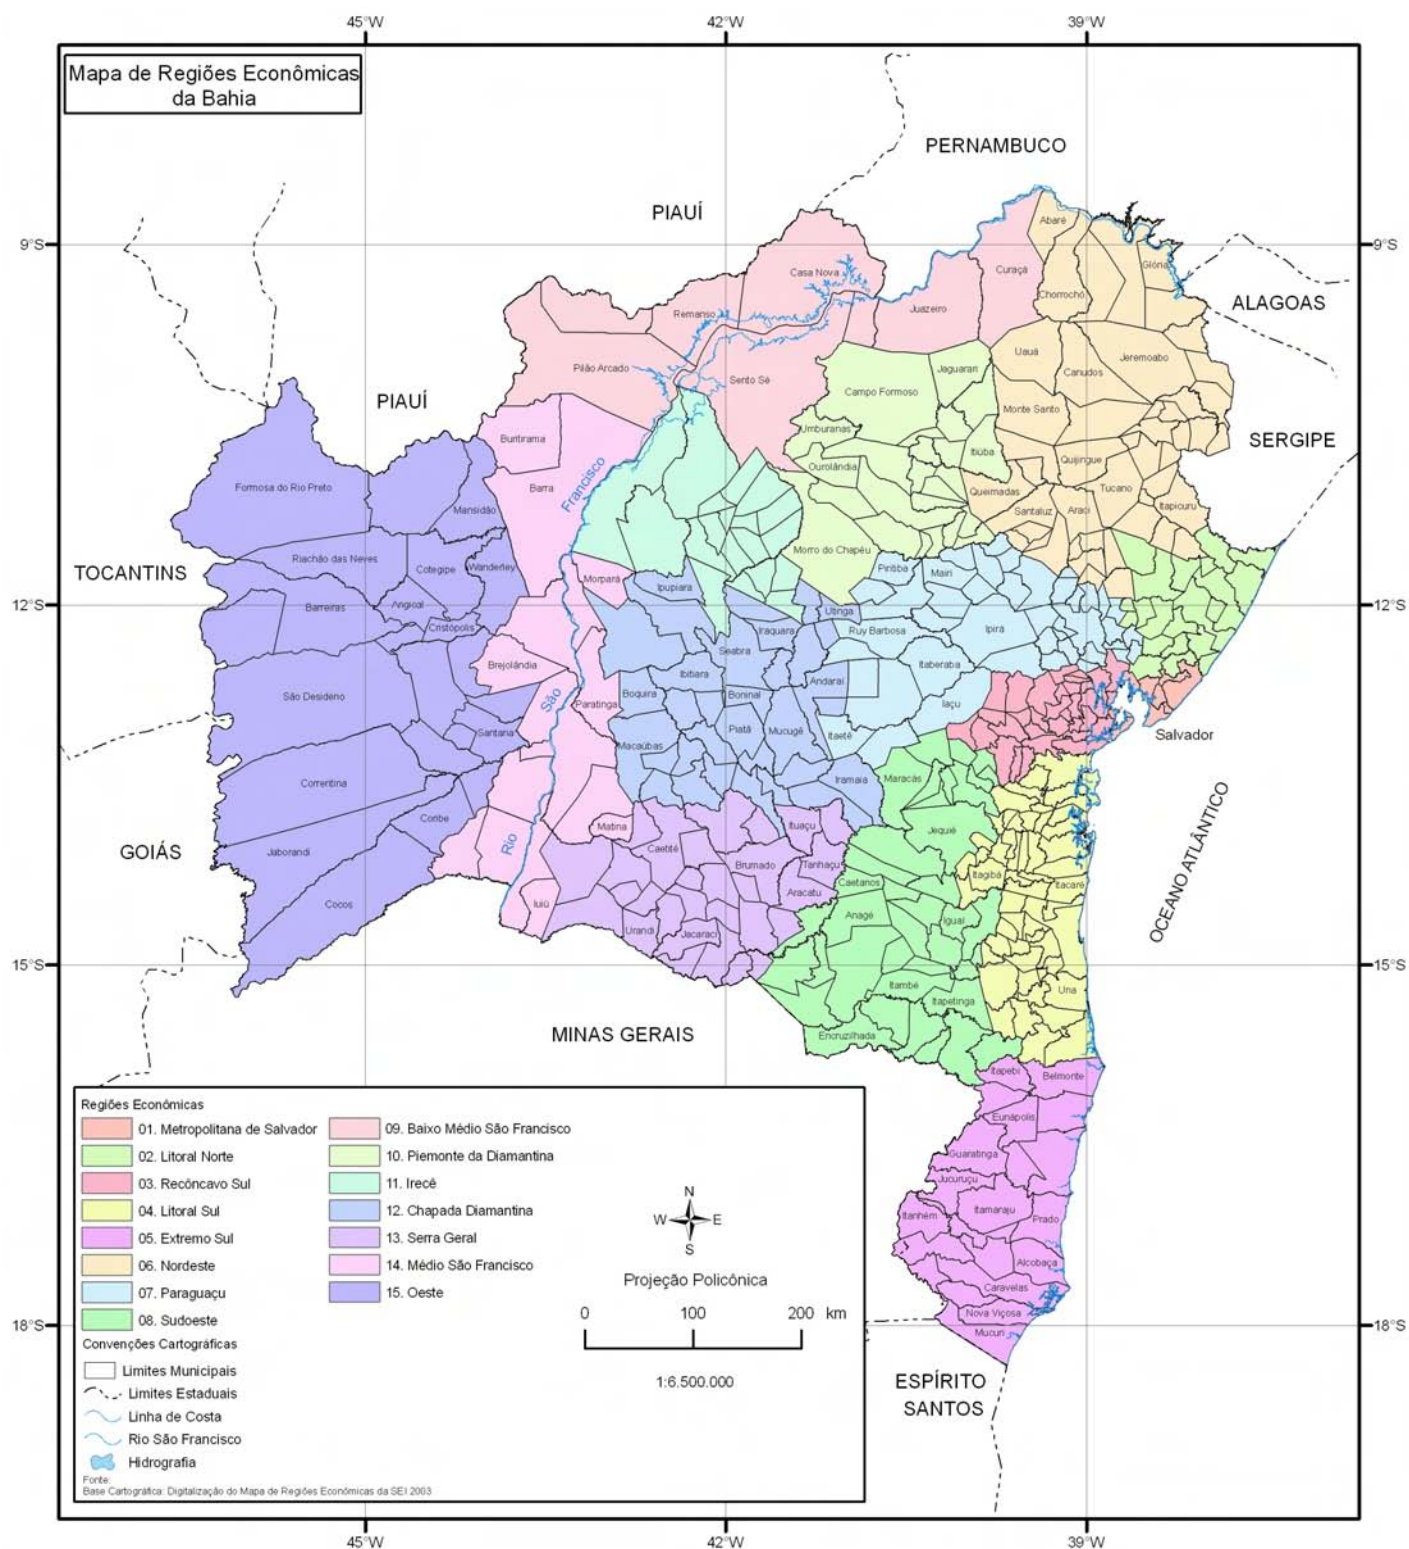 45°W 42°W 39°W
Mapa de Regiões Econômicas
da Bahia
PERNAMBUCO
PIAUÍ
9°S 9°S
ALAGOAS
PIAUÍ
SERGIPE
TOCANTINS
12°S 12°S
GOIÁS
OCEANO ATLÂNTICO
15°S 15°S
MINAS GERAIS
18°S 18°S
ESPÍRITO
SANTOS
Abaré
Glória
Curaçá
Casa Nova
Chorrochó
Juazeiro
Remanso
Uauá
Jeremoabo
Canudos
Pilão Arcado
Sento Sé
Jaguarari
Campo Formoso
Monte Santo
Umburanas
Buritirama
Itiúba
Quijingue
Ourolândia
Formosa do Rio Preto
Barra
Queimadas
Tucano
Francisco
Mansidão
Santaluz
Araci
Itapicuru
Morro do Chapéu
Riachão das Neves
Cotegipe
Wanderley
Piritiba
Mairi
Morpará
Ipupiara
Barreiras
Angical
Utinga
Cristópolis
Iraquara
Ruy Barbosa
Ipirá
Seabra
Brejolândia
Itaberaba
Ibitiara
Andaraí
São Desidério
São
Boquira
Boninal
Paratinga
Iaçu
Santana
Piatã
Mucugê
Itaetê
Salvador
Macaúbas
Correntina
Iramaia
Maracás
Coribe
Matina
Ituaçu
Jequié
Rio
Jaborandi
Caetité
Brumado
Tanhaçu
Itagibá
Caetanos
Itacaré
Aracatu
Cocos
Iuiú
Anagé
Iguaí
Urandi
Jacaraci
Itambé
Una
Itapetinga
Encruzilhada
Itapebi
Belmonte
Eunápolis
Guaratinga
Jucuruçu
Itamaraju
Itanhém
Prado
Alcobaça
Caravelas
Nova Viçosa
Mucuri
Regiões Econômicas
01. Metropolitana de Salvador
02. Litoral Norte
03. Recôncavo Sul
04. Litoral Sul
05. Extremo Sul
06. Nordeste
07. Paraguaçu
08. Sudoeste
09. Baixo Médio São Francisco
10. Piemonte da Diamantina
11. Irecê
12. Chapada Diamantina
13. Serra Geral
14. Médio São Francisco
15. Oeste
Convenções Cartográficas
Limites Municipais
Limites Estaduais
Linha de Costa
Rio São Francisco
Hidrografia
Fonte:
Base Cartográfica: Digitalização do Mapa de Regiões Econômicas da SEI 2003
N
W E
S
Projeção Policônica
0 100 200 km
1:6.500.000
45°W 42°W 39°W